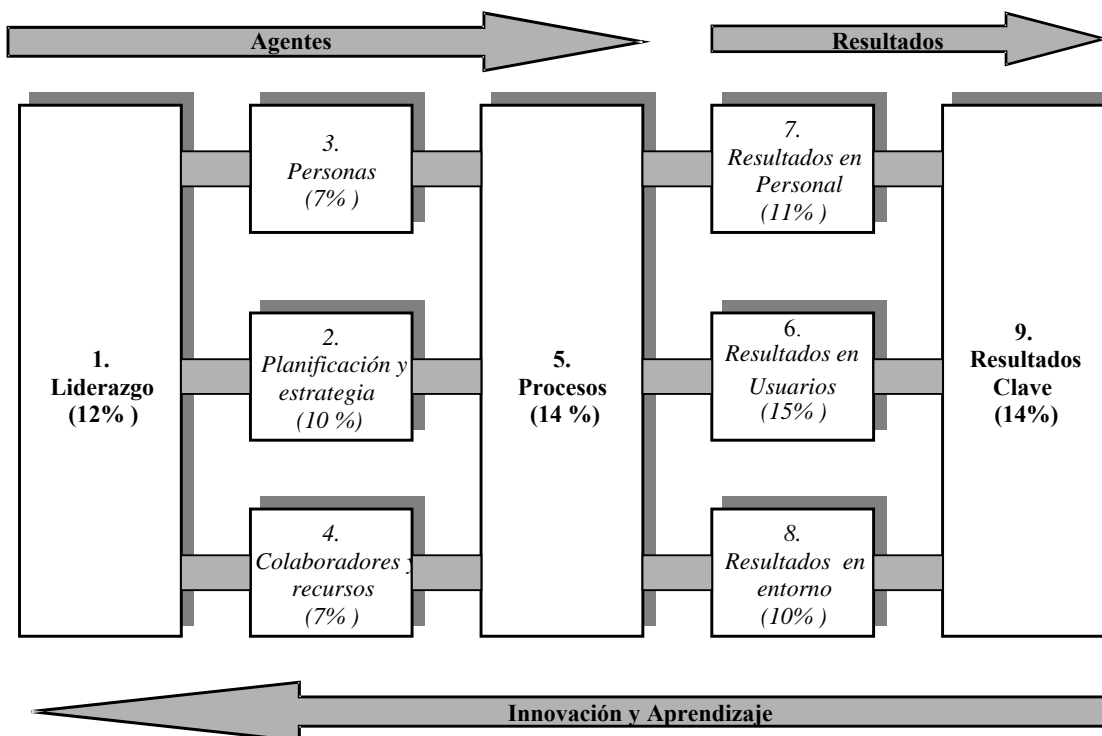 Agentes
Resultados
1.
Liderazgo
(12% )
3.
Personas
(7% )
2.
Planificación y
estrategia
(10 %)
4.
Colaboradores y
recursos
(7% )
5.
Procesos
(14 %)
7.
Resultados en
Personal
(11% )
6.
Resultados en
Usuarios
(15% )
8.
Resultados en
entorno
(10% )
9.
Resultados
Clave
(14%)
Innovación y Aprendizaje